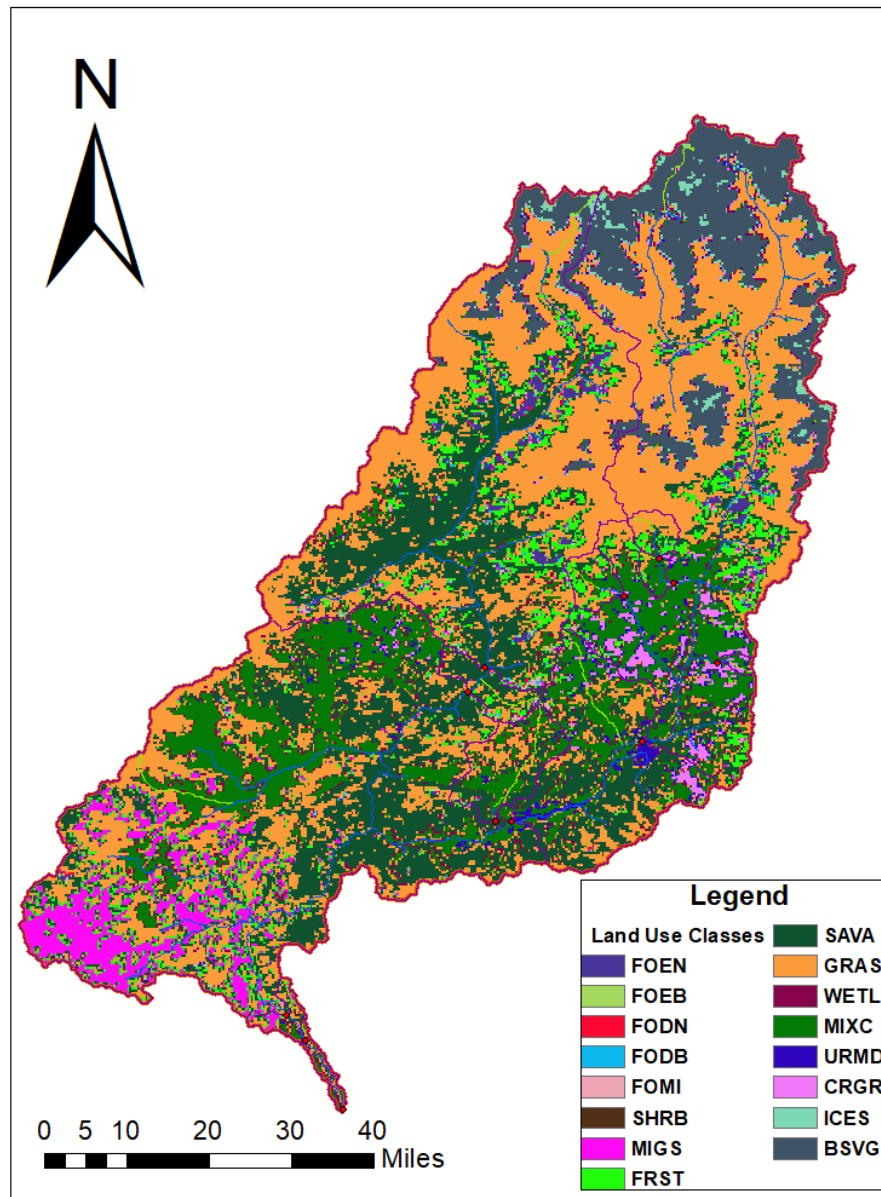 N
Legend
Land Use Classes
FOEN
FOEB
FODN
FODB
FOMI
SHRB
MIGS
FRST
SAVA
GRAS
WETL
MIXC
URMD
CRGR
ICES
BSVG
0 5 10 20 30 40
Miles